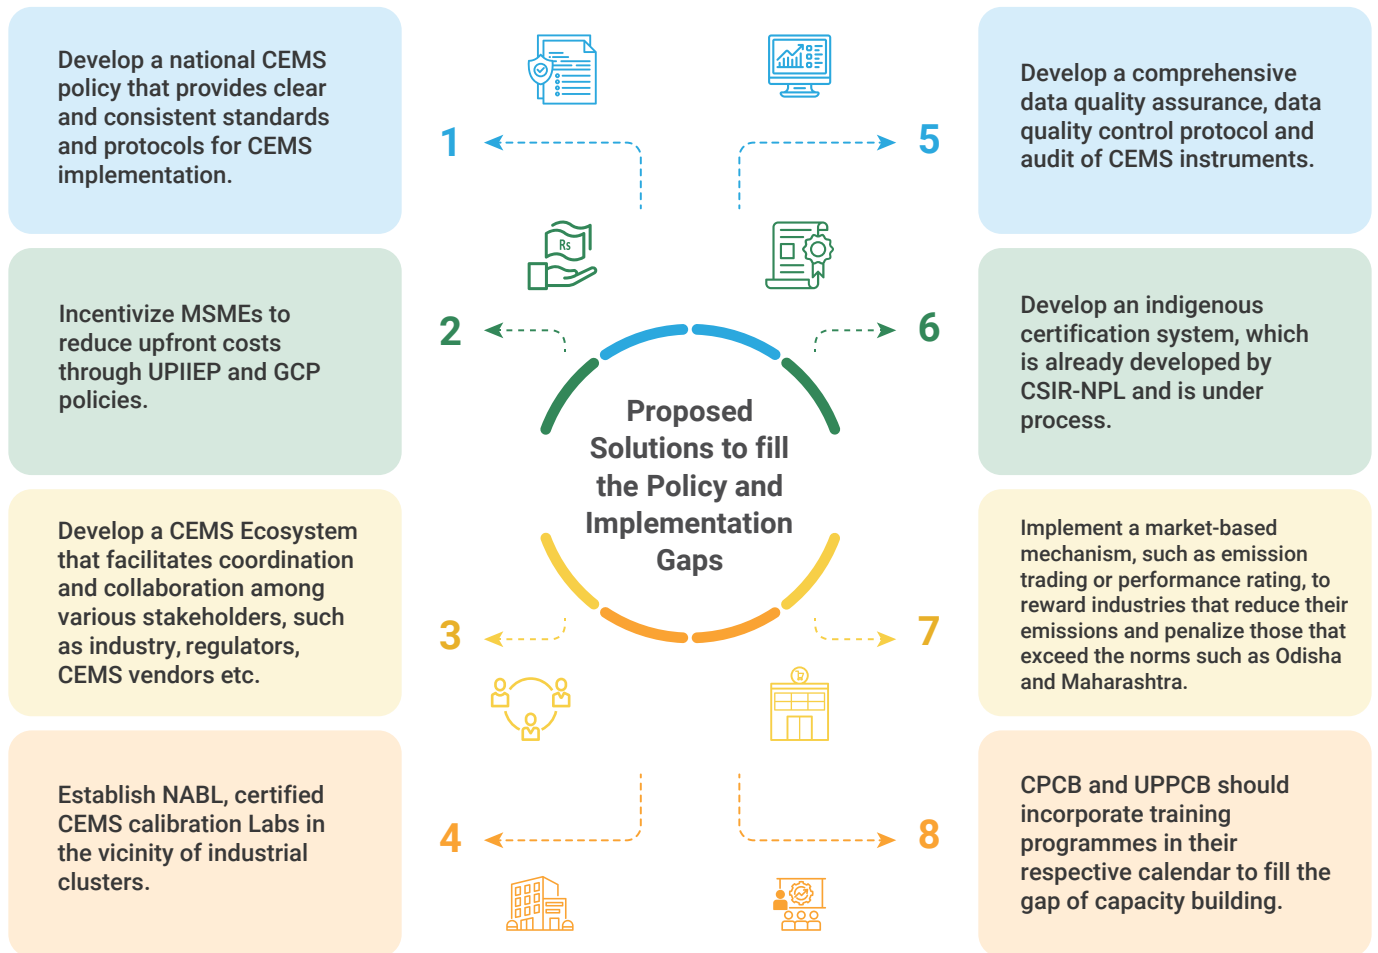 Develop a national CEMS
policy that provides clear
and consistent standards
and protocols for CEMS
implementation.
1
Incentivize MSMEs to
reduce upfront costs
through UPIIEP and GCP
policies.
Rs
2
Develop a CEMS Ecosystem
that facilitates coordination
and collaboration among
various stakeholders, such
as industry, regulators,
CEMS vendors etc.
3
Establish NABL, certified
CEMS calibration Labs in
the vicinity of industrial
clusters.
4
Proposed
Solutions to fill
the Policy and
Implementation
Gaps
5
Develop a comprehensive
data quality assurance, data
quality control protocol and
audit of CEMS instruments.
6
Develop an indigenous
certification system, which
is already developed by
CSIR-NPL and is under
process.
7
Implement a market-based
mechanism, such as emission
trading or performance rating, to
reward industries that reduce their
emissions and penalize those that
exceed the norms such as Odisha
and Maharashtra.
8
CPCB and UPPCB should
incorporate training
programmes in their
respective calendar to fill the
gap of capacity building.